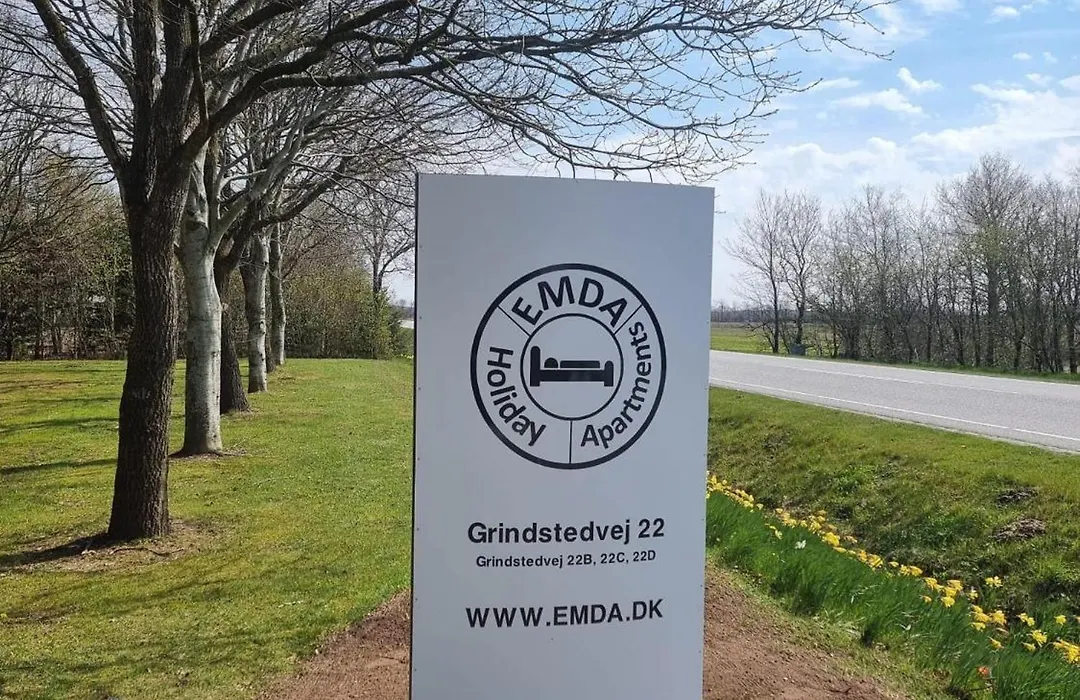 EMDA
Holiday Apartments
Grindstedvej 22
Grindstedvej 22B, 22C, 22D
WWW.EMDA.DK